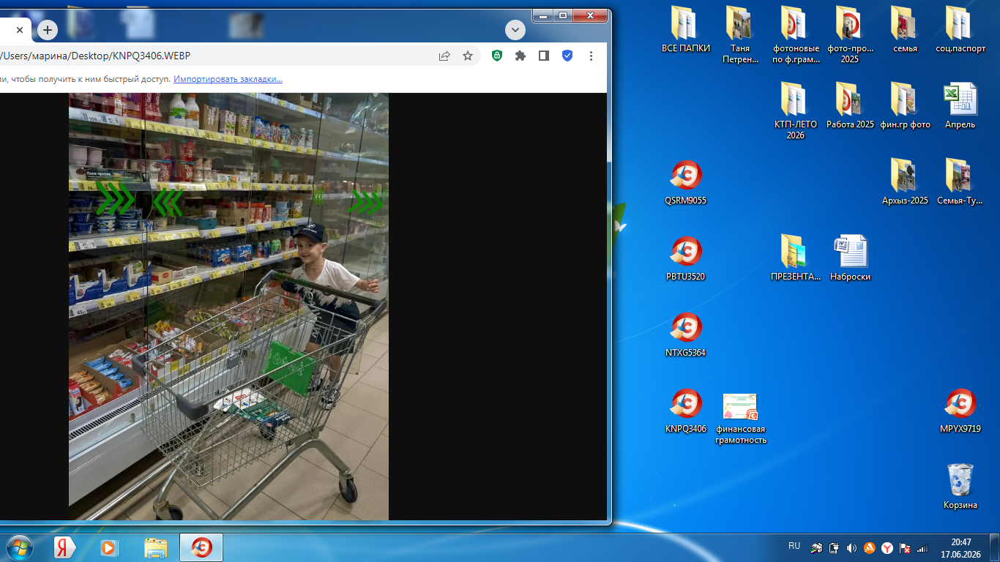 /Users/марина/Desktop/KNPQ3406.WEBP
ли, чтобы получить к ним быстрый доступ. Импортировать закладки...
ВСЕ ПАПКИ
Таня
Петрен...
фотоновые
по ф.грам...
фото-про...
2025
семья
соц.паспорт
КТП-ЛЕТО
2026
Работа 2025
фин.гр фото
Апрель
QSRM9055
Архыз-2025
Семья-Ту...
PBTU3520
ПРЕЗЕНТА...
Наброски
NTXG5364
KNPQ3406
финансовая
грамотность
MPYX9719
Корзина
RU
20:47
17.06.2026